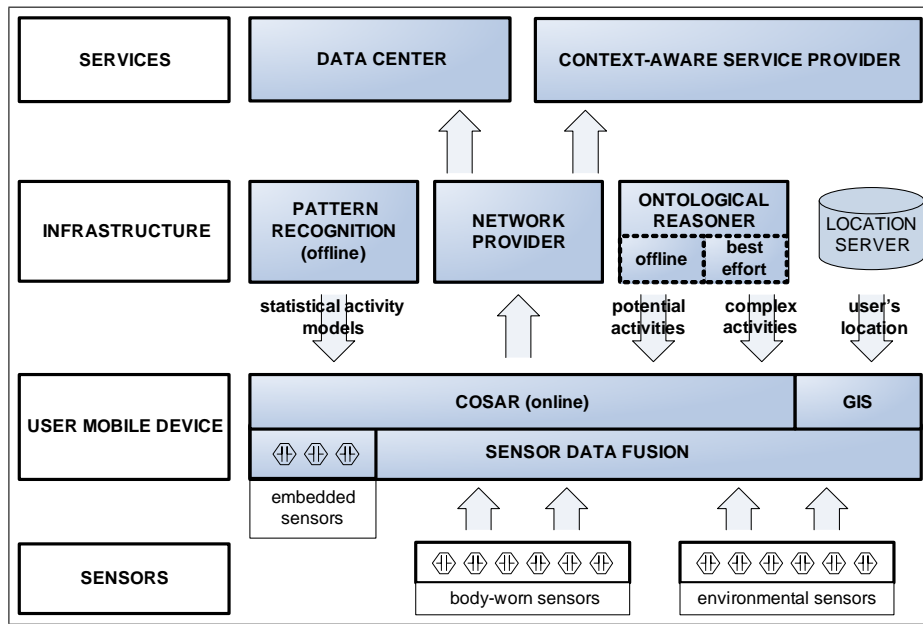 SERVICES
DATA CENTER
CONTEXT-AWARE SERVICE PROVIDER
INFRASTRUCTURE
PATTERN
RECOGNITION
(offline)
NETWORK
PROVIDER
ONTOLOGICAL
REASONER
offline
best
effort
LOCATION
SERVER
statistical activity
models
potential
activities
complex
activities
user's
location
USER MOBILE DEVICE
COSAR (online)
GIS
SENSOR DATA FUSION
embedded
sensors
SENSORS
body-worn sensors
environmental sensors